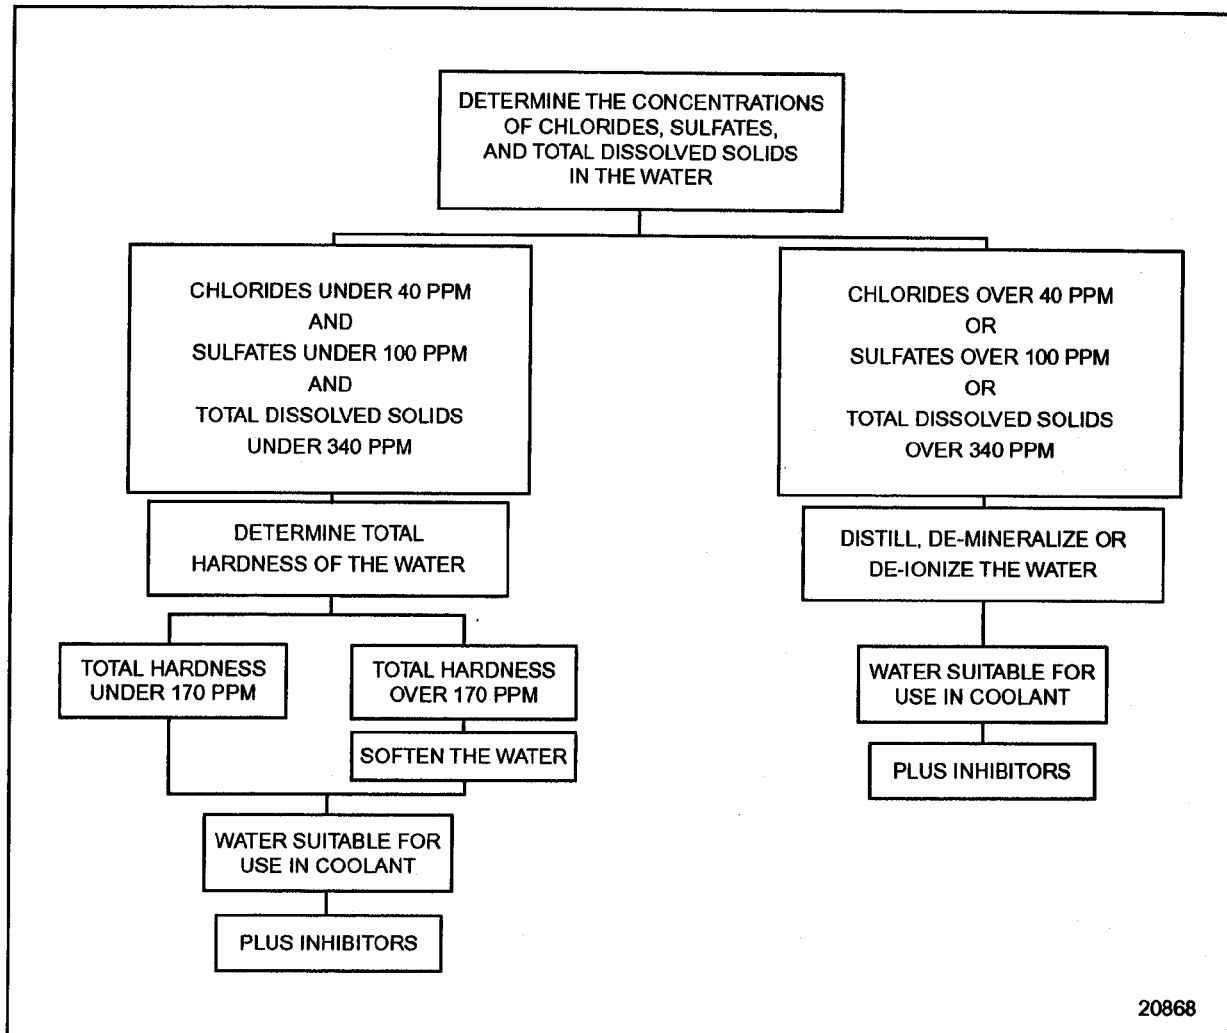 DETERMINE THE CONCENTRATIONS
OF CHLORIDES, SULFATES,
AND TOTAL DISSOLVED SOLIDS
IN THE WATER
CHLORIDES UNDER 40 PPM
AND
SULFATES UNDER 100 PPM
AND
TOTAL DISSOLVED SOLIDS
UNDER 340 PPM
CHLORIDES OVER 40 PPM
OR
SULFATES OVER 100 PPM
OR
TOTAL DISSOLVED SOLIDS
OVER 340 PPM
DETERMINE TOTAL
HARDNESS OF THE WATER
DISTILL, DE-MINERALIZE OR
DE-IONIZE THE WATER
TOTAL HARDNESS
UNDER 170 PPM
TOTAL HARDNESS
OVER 170 PPM
WATER SUITABLE FOR
USE IN COOLANT
SOFTEN THE WATER
PLUS INHIBITORS
WATER SUITABLE FOR
USE IN COOLANT
PLUS INHIBITORS
20868